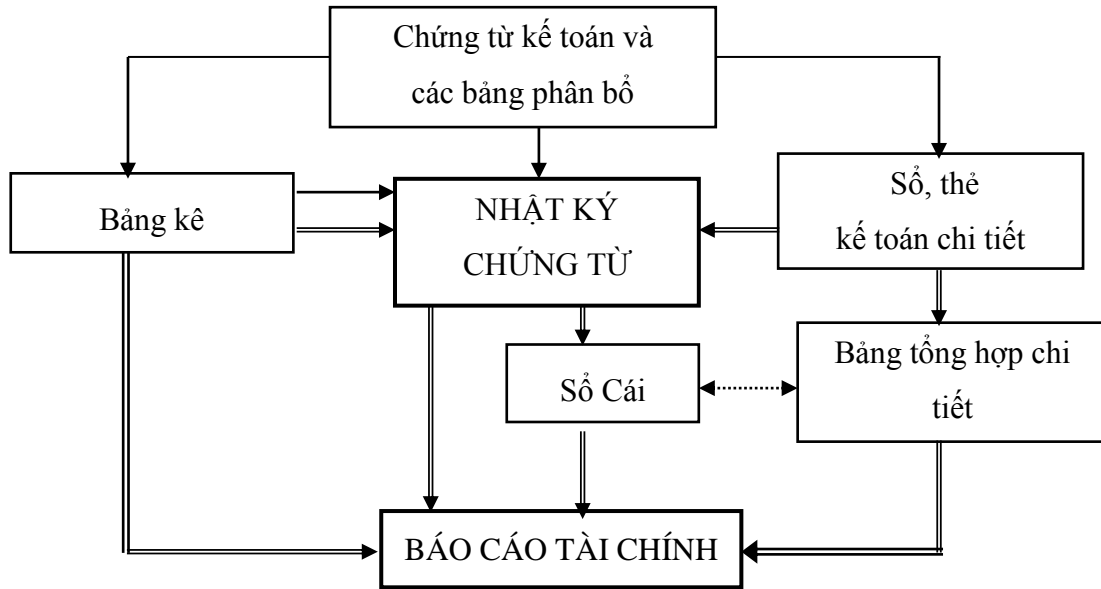 Chứng từ kế toán và
các bảng phân bổ
Bảng kê
NHẬT KÝ
CHỨNG TỪ
Sổ, thẻ
kế toán chi tiết
Sổ Cái
Bảng tổng hợp chi
tiết
BÁO CÁO TÀI CHÍNH